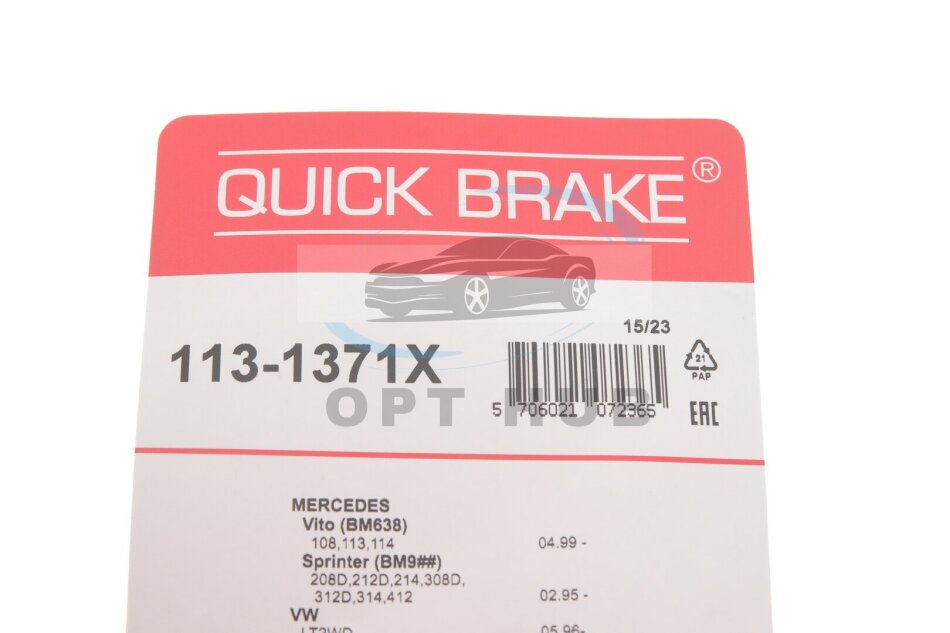 QUICK BRAKE®
15/23
113-1371X
21
PAP
5 706021 072365
EAC
OPT HUB
MERCEDES
Vito (BM638)
108,113,114 04.99 -
Sprinter (BM9##)
208D,212D,214,308D,
312D,314,412 02.95 -
VW
LT2WD 05.96-